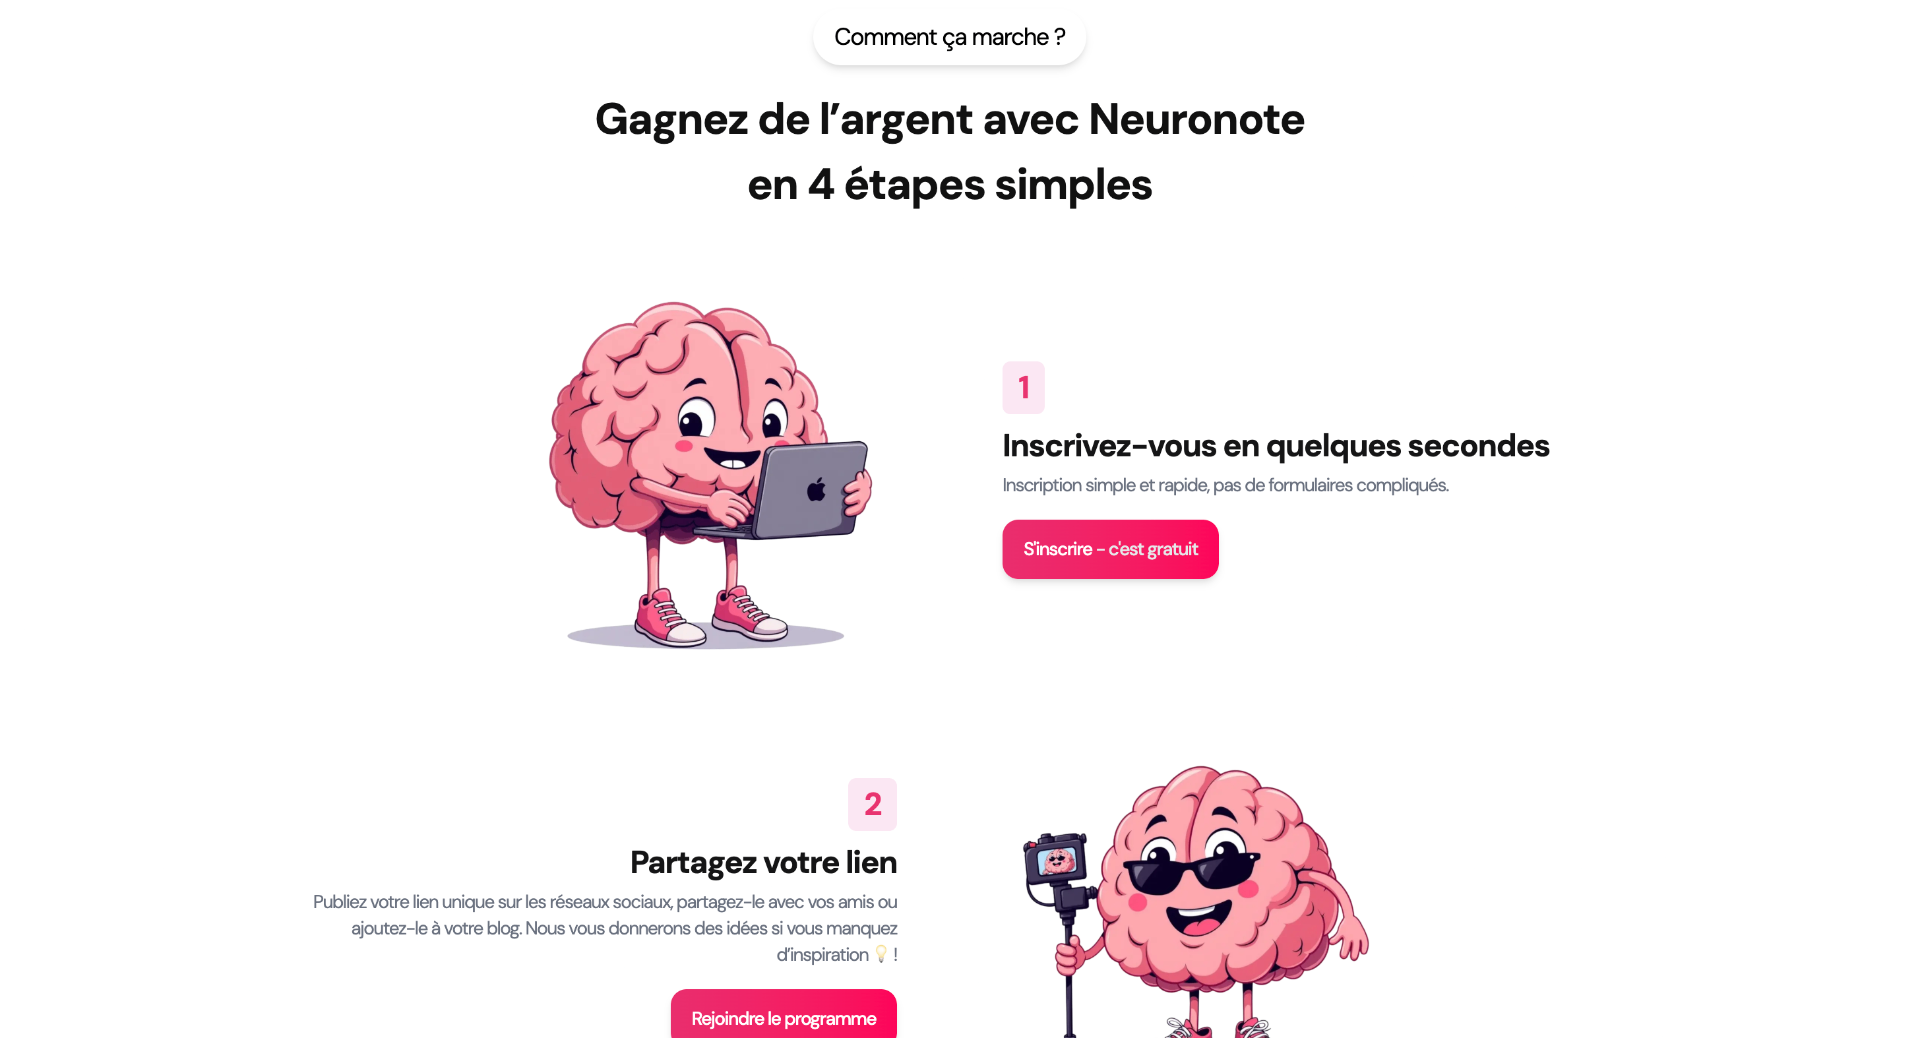 Comment ça marche ?
Gagnez de l’argent avec Neuronote
en 4 étapes simples
1
Inscrivez-vous en quelques secondes
Inscription simple et rapide, pas de formulaires compliqués.
S'inscrire - c'est gratuit
2
Partagez votre lien
Publiez votre lien unique sur les réseaux sociaux, partagez-le avec vos amis ou
ajoutez-le à votre blog. Nous vous donnerons des idées si vous manquez
d’inspiration 💡 !
Rejoindre le programme